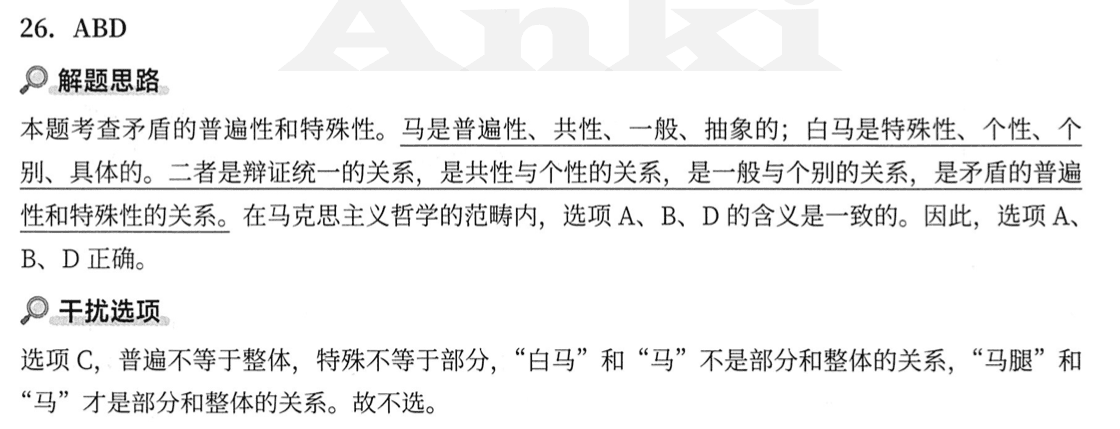 Anki
26. ABD
解题思路
本题考查矛盾的普遍性和特殊性。马是普遍性、共性、一般、抽象的；白马是特殊性、个性、个
别、具体的。二者是辩证统一的关系，是共性与个性的关系，是一般与个别的关系，是矛盾的普遍
性和特殊性的关系。在马克思主义哲学的范畴内，选项 A、B、D 的含义是一致的。因此，选项 A、
B、D 正确。
干扰选项
选项 C，普遍不等于整体，特殊不等于部分，“白马”和“马”不是部分和整体的关系，“马腿”和
“马”才是部分和整体的关系。故不选。